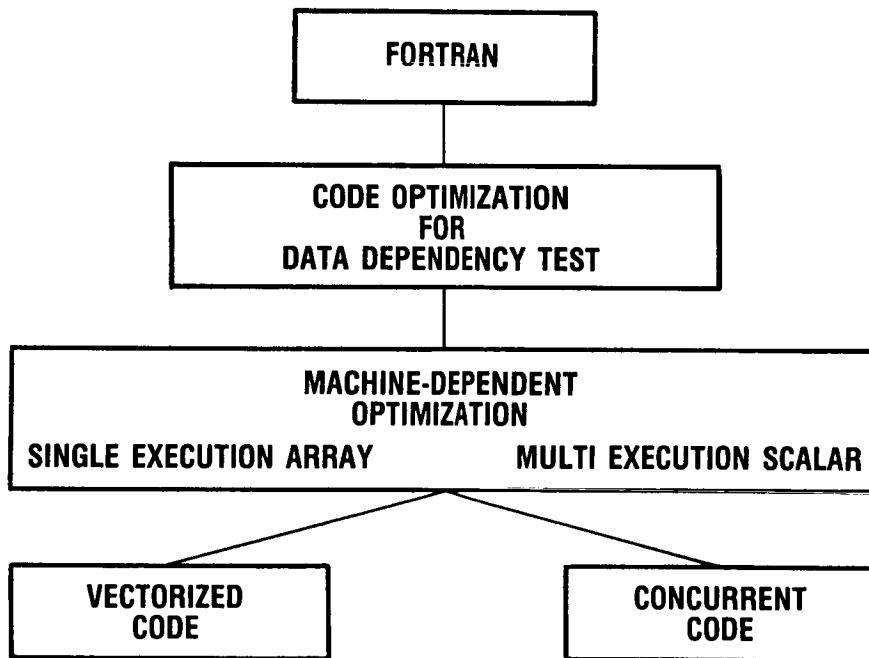 FORTRAN
CODE OPTIMIZATION
FOR
DATA DEPENDENCY TEST
MACHINE-DEPENDENT
OPTIMIZATION
SINGLE EXECUTION ARRAY
MULTI EXECUTION SCALAR
VECTORIZED
CODE
CONCURRENT
CODE